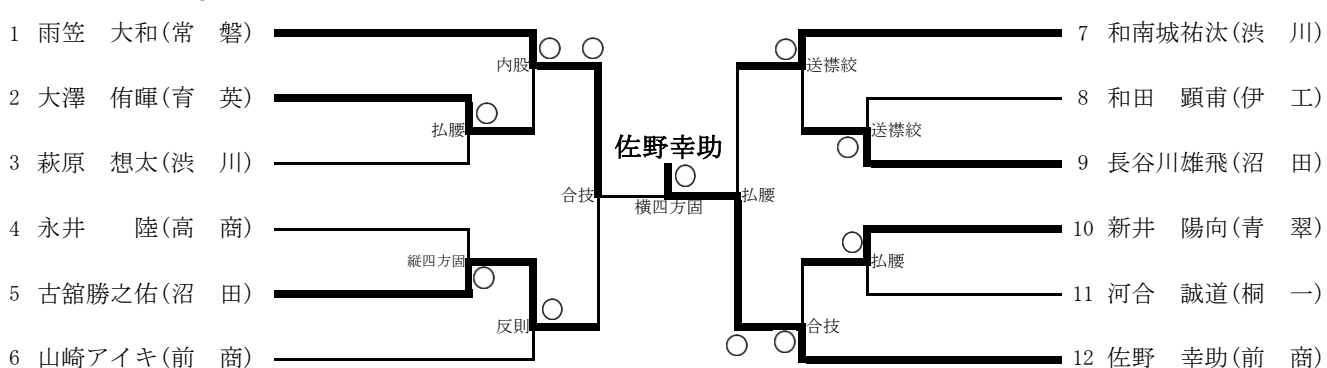 1 雨笠　大和(常　磐)
2 大澤　侑暉(育　英)
3 萩原　想太(渋　川)
4 永井　　陸(高　商)
5 古舘勝之佑(沼　田)
6 山崎アイキ(前　商)
内股
払腰
縦四方固
反則
合技
佐野幸助
横四方固
払腰
送襟絞
送襟絞
払腰
合技
7 和南城祐汰(渋　川)
8 和田　顕甫(伊　工)
9 長谷川雄飛(沼　田)
10 新井　陽向(青　翠)
11 河合　誠道(桐　一)
12 佐野　幸助(前　商)